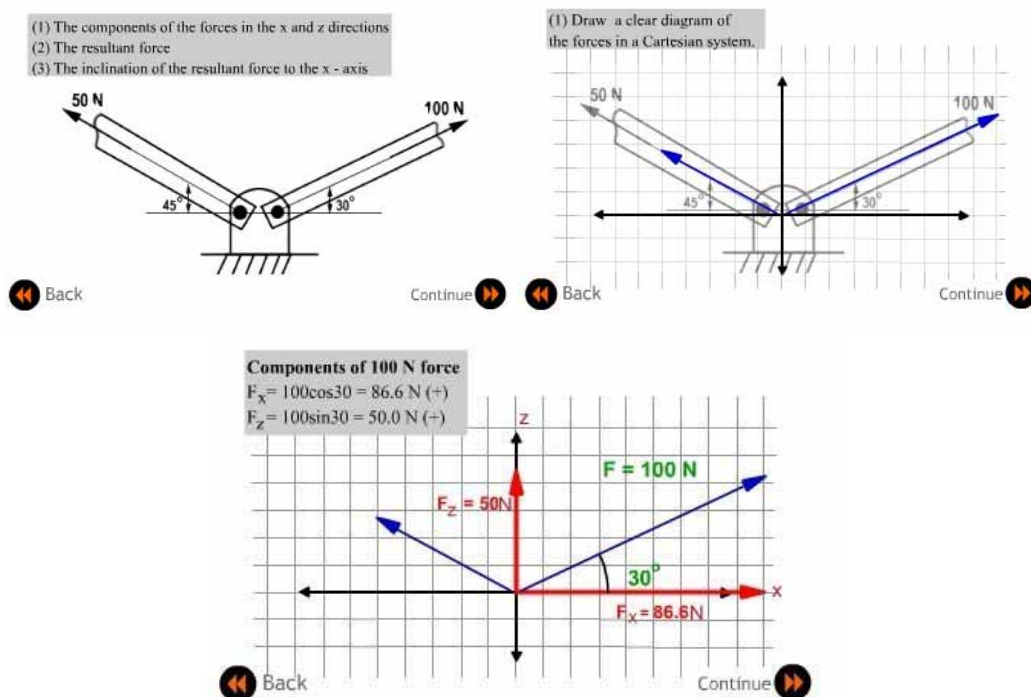 (1) The components of the forces in the x and z directions
(2) The resultant force
(3) The inclination of the resultant force to the x - axis
50 N
100 N
45°
30°
Back
Continue
(1) Draw a clear diagram of
the forces in a Cartesian system.
50 N
100 N
45°
30°
Back
Continue
Components of 100 N force
Fx= 100cos30 = 86.6 N (+)
Fz= 100sin30 = 50.0 N (+)
z
F = 100 N
Fz = 50N
30°
x
Fx = 86.6N
Back
Continue